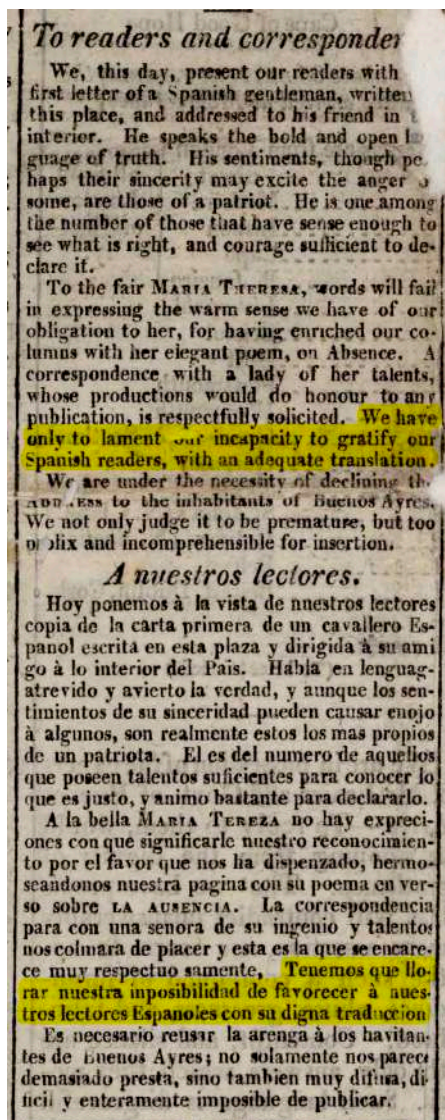 To readers and corresponder
We, this day, present our readers with
first letter of a Spanish gentleman, written
this place, and addressed to his friend in
interior. He speaks the bold and open la
guage of truth. His sentiments, though pe
haps their sincerity may excite the anger o
some, are those of a patriot. He is one among
the number of those that have sense enough to
see what is right, and courage sufficient to de-
clare it.
To the fair MARIA THERESA, words will fail
in expressing the warm sense we have of our
obligation to her, for having enriched our co-
lumns with her elegant poem, on Absence. A
correspondence with a lady of her talents,
whose productions would do honour to any
publication, is respectfully solicited. We have
only to lament our incapacity to gratify our
Spanish readers, with an adequate translation.
We are under the necessity of declining the
ADDRESS to the inhabitants of Buenos Ayres.
We not only judge it to be premature, but too
prolix and incomprehensible for insertion.
A nuestros lectores.
Hoy ponemos à la vista de nuestros lectores
copia de la carta primera de un cavallero Es-
panol escrita en esta plaza y dirigida à su ami
go à lo interior del Pais. Habla en lenguag-
atrevido y avierto la verdad, y aunque los sen-
timientos de su sinceridad pueden causar enojo
à algunos, son realmente estos los mas propios
de un patriota. El es del numero de aquellos
que poseen talentos suficientes para conocer lo
que es justo, y animo bastante para declararlo.
A la bella MARIA TEREZA no hay expreci-
ones con que significarle nuestro reconocimien-
to por el favor que nos ha dispenzado, hermo-
seandonos nuestra pagina con su poema en ver-
so sobre LA AUSENCIA. La correspondencia
para con una senora de su ingenio y talentos
nos colmara de placer y esta es la que se encare-
ce muy respectuo samente, Tenemos que llo-
rar nuestra inposibilidad de favorecer à nues-
tros lectores Espanoles con su digna traduccion
Es necesario reusar la arenga à los havitan-
tes de Buenos Ayres; no solamente nos parece
demasiado presta, sino tambien muy difusa, di-
ficil y enteramente imposible de publicar.